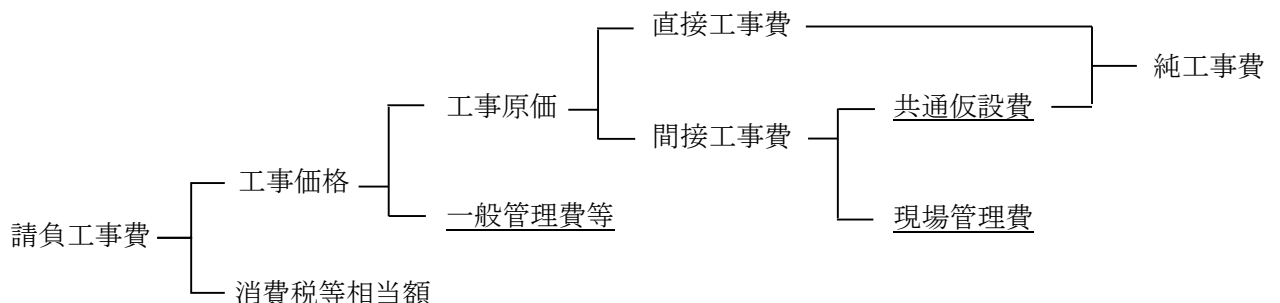 直接工事費
純工事費
工事原価
共通仮設費
間接工事費
工事価格
一般管理費等
現場管理費
請負工事費
消費税等相当額